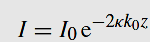 I = I₀ e^{−2κk₀z}